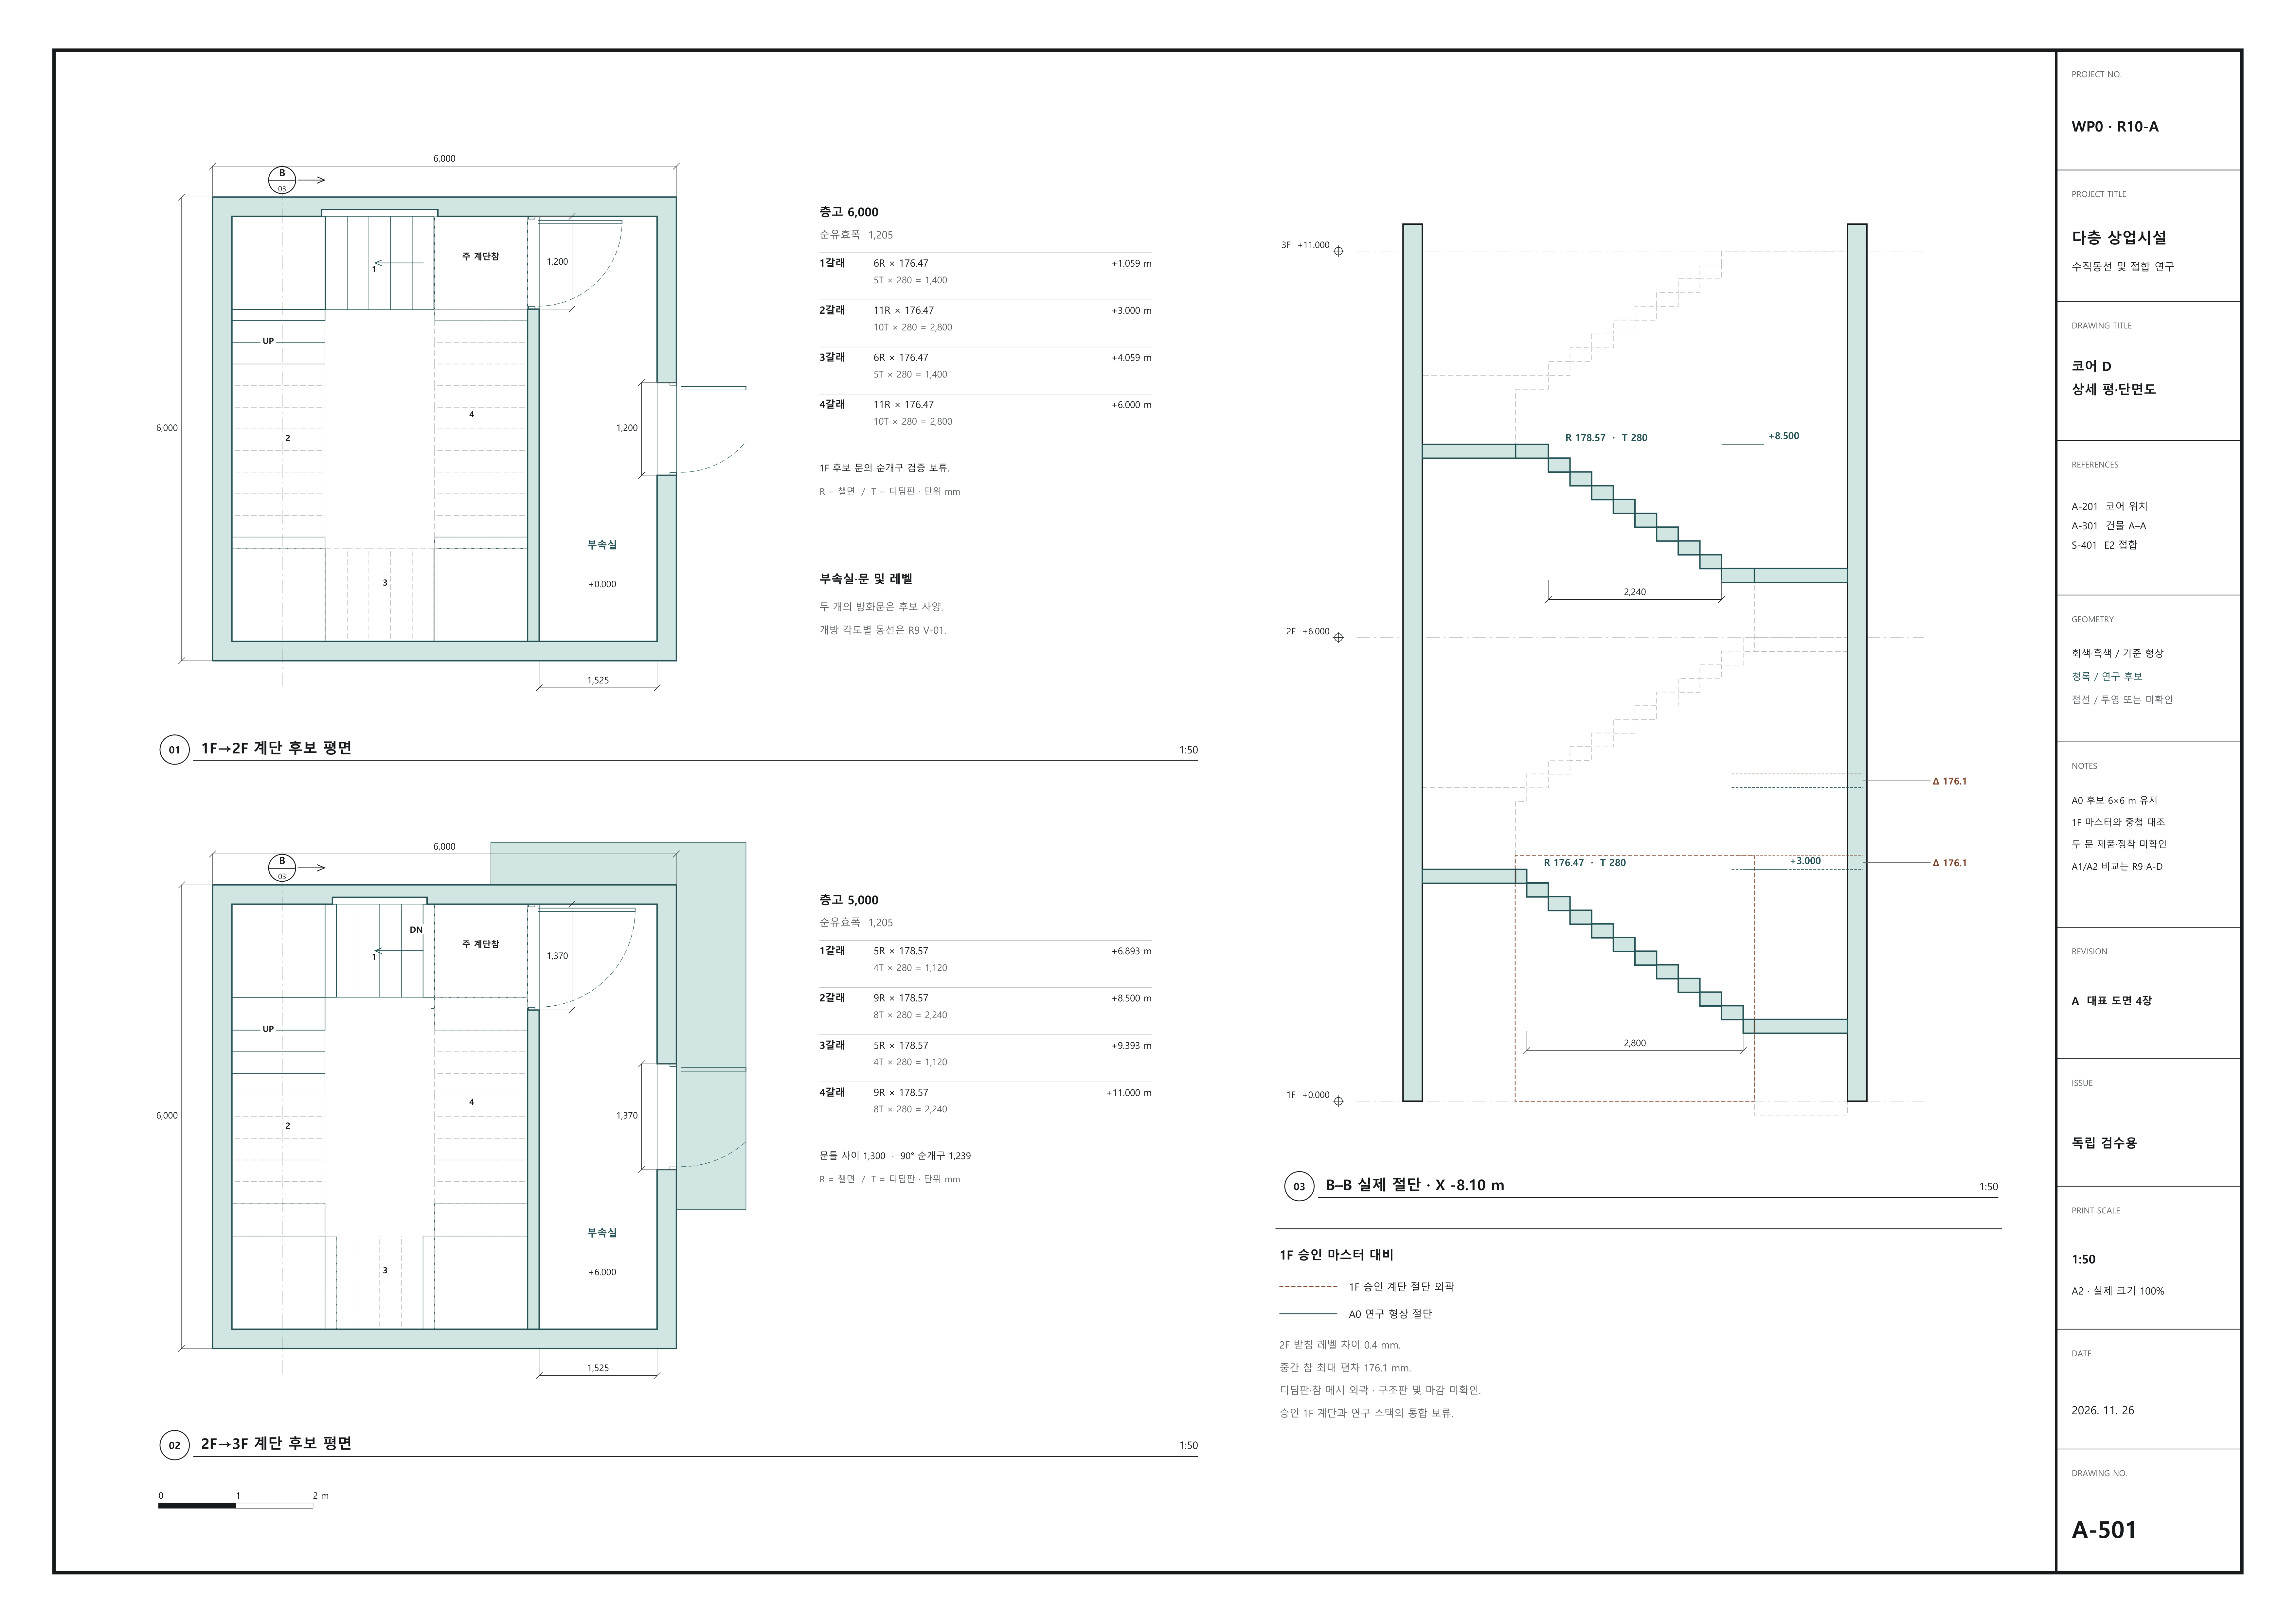 6,000
B
03
6,000
1
주 계단참
1,200
UP
2
4
1,200
3
부속실
+0.000
1,525
층고 6,000
순유효폭 1,205
1갈래 6R × 176.47 +1.059 m
5T × 280 = 1,400
2갈래 11R × 176.47 +3.000 m
10T × 280 = 2,800
3갈래 6R × 176.47 +4.059 m
5T × 280 = 1,400
4갈래 11R × 176.47 +6.000 m
10T × 280 = 2,800
1F 후보 문의 순개구 검증 보류.
R = 챌면 / T = 디딤판 · 단위 mm
부속실·문 및 레벨
두 개의 방화문은 후보 사양.
개방 각도별 동선은 R9 V-01.
01 1F→2F 계단 후보 평면 1:50
6,000
B
03
6,000
DN
1
주 계단참
1,370
UP
2
4
1,370
3
부속실
+6.000
1,525
층고 5,000
순유효폭 1,205
1갈래 5R × 178.57 +6.893 m
4T × 280 = 1,120
2갈래 9R × 178.57 +8.500 m
8T × 280 = 2,240
3갈래 5R × 178.57 +9.393 m
4T × 280 = 1,120
4갈래 9R × 178.57 +11.000 m
8T × 280 = 2,240
문틀 사이 1,300 · 90° 순개구 1,239
R = 챌면 / T = 디딤판 · 단위 mm
02 2F→3F 계단 후보 평면 1:50
0 1 2 m
3F +11.000
R 178.57 · T 280
+8.500
2,240
2F +6.000
Δ 176.1
R 176.47 · T 280
+3.000
Δ 176.1
2,800
1F +0.000
03 B–B 실제 절단 · X -8.10 m 1:50
1F 승인 마스터 대비
1F 승인 계단 절단 외곽
A0 연구 형상 절단
2F 받침 레벨 차이 0.4 mm.
중간 참 최대 편차 176.1 mm.
디딤판·참 메시 외곽 · 구조판 및 마감 미확인.
승인 1F 계단과 연구 스택의 통합 보류.
PROJECT NO.
WP0 · R10-A
PROJECT TITLE
다층 상업시설
수직동선 및 접합 연구
DRAWING TITLE
코어 D
상세 평·단면도
REFERENCES
A-201 코어 위치
A-301 건물 A–A
S-401 E2 접합
GEOMETRY
회색·흑색 / 기준 형상
청록 / 연구 후보
점선 / 투영 또는 미확인
NOTES
A0 후보 6×6 m 유지
1F 마스터와 중첩 대조
두 문 제품·정착 미확인
A1/A2 비교는 R9 A-D
REVISION
A 대표 도면 4장
ISSUE
독립 검수용
PRINT SCALE
1:50
A2 · 실제 크기 100%
DATE
2026. 11. 26
DRAWING NO.
A-501